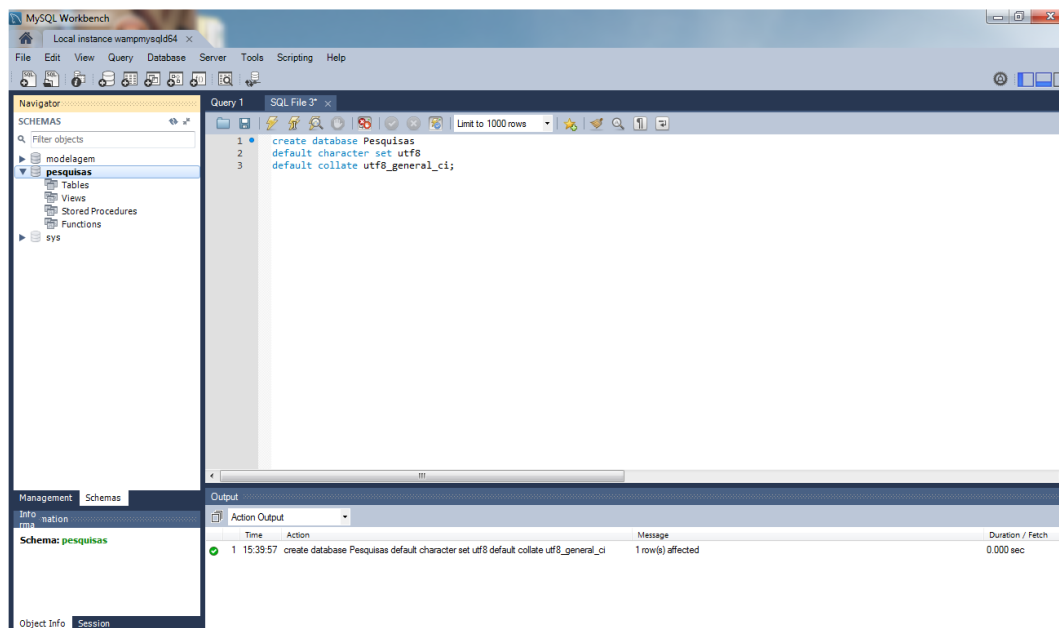 MySQL Workbench
Local instance wampmysqld64 ×
File Edit View Query Database Server Tools Scripting Help
Navigator
SCHEMAS
Filter objects
modelagem
pesquisas
Tables
Views
Stored Procedures
Functions
sys
Management Schemas
Information
Schema: pesquisas
Object Info Session
Query 1 SQL File 3* ×
Limit to 1000 rows
1 create database Pesquisas
2 default character set utf8
3 default collate utf8_general_ci;
Output
Action Output
Time Action Message Duration / Fetch
1 15:39:57 create database Pesquisas default character set utf8 default collate utf8_general_ci 1 row(s) affected 0.000 sec